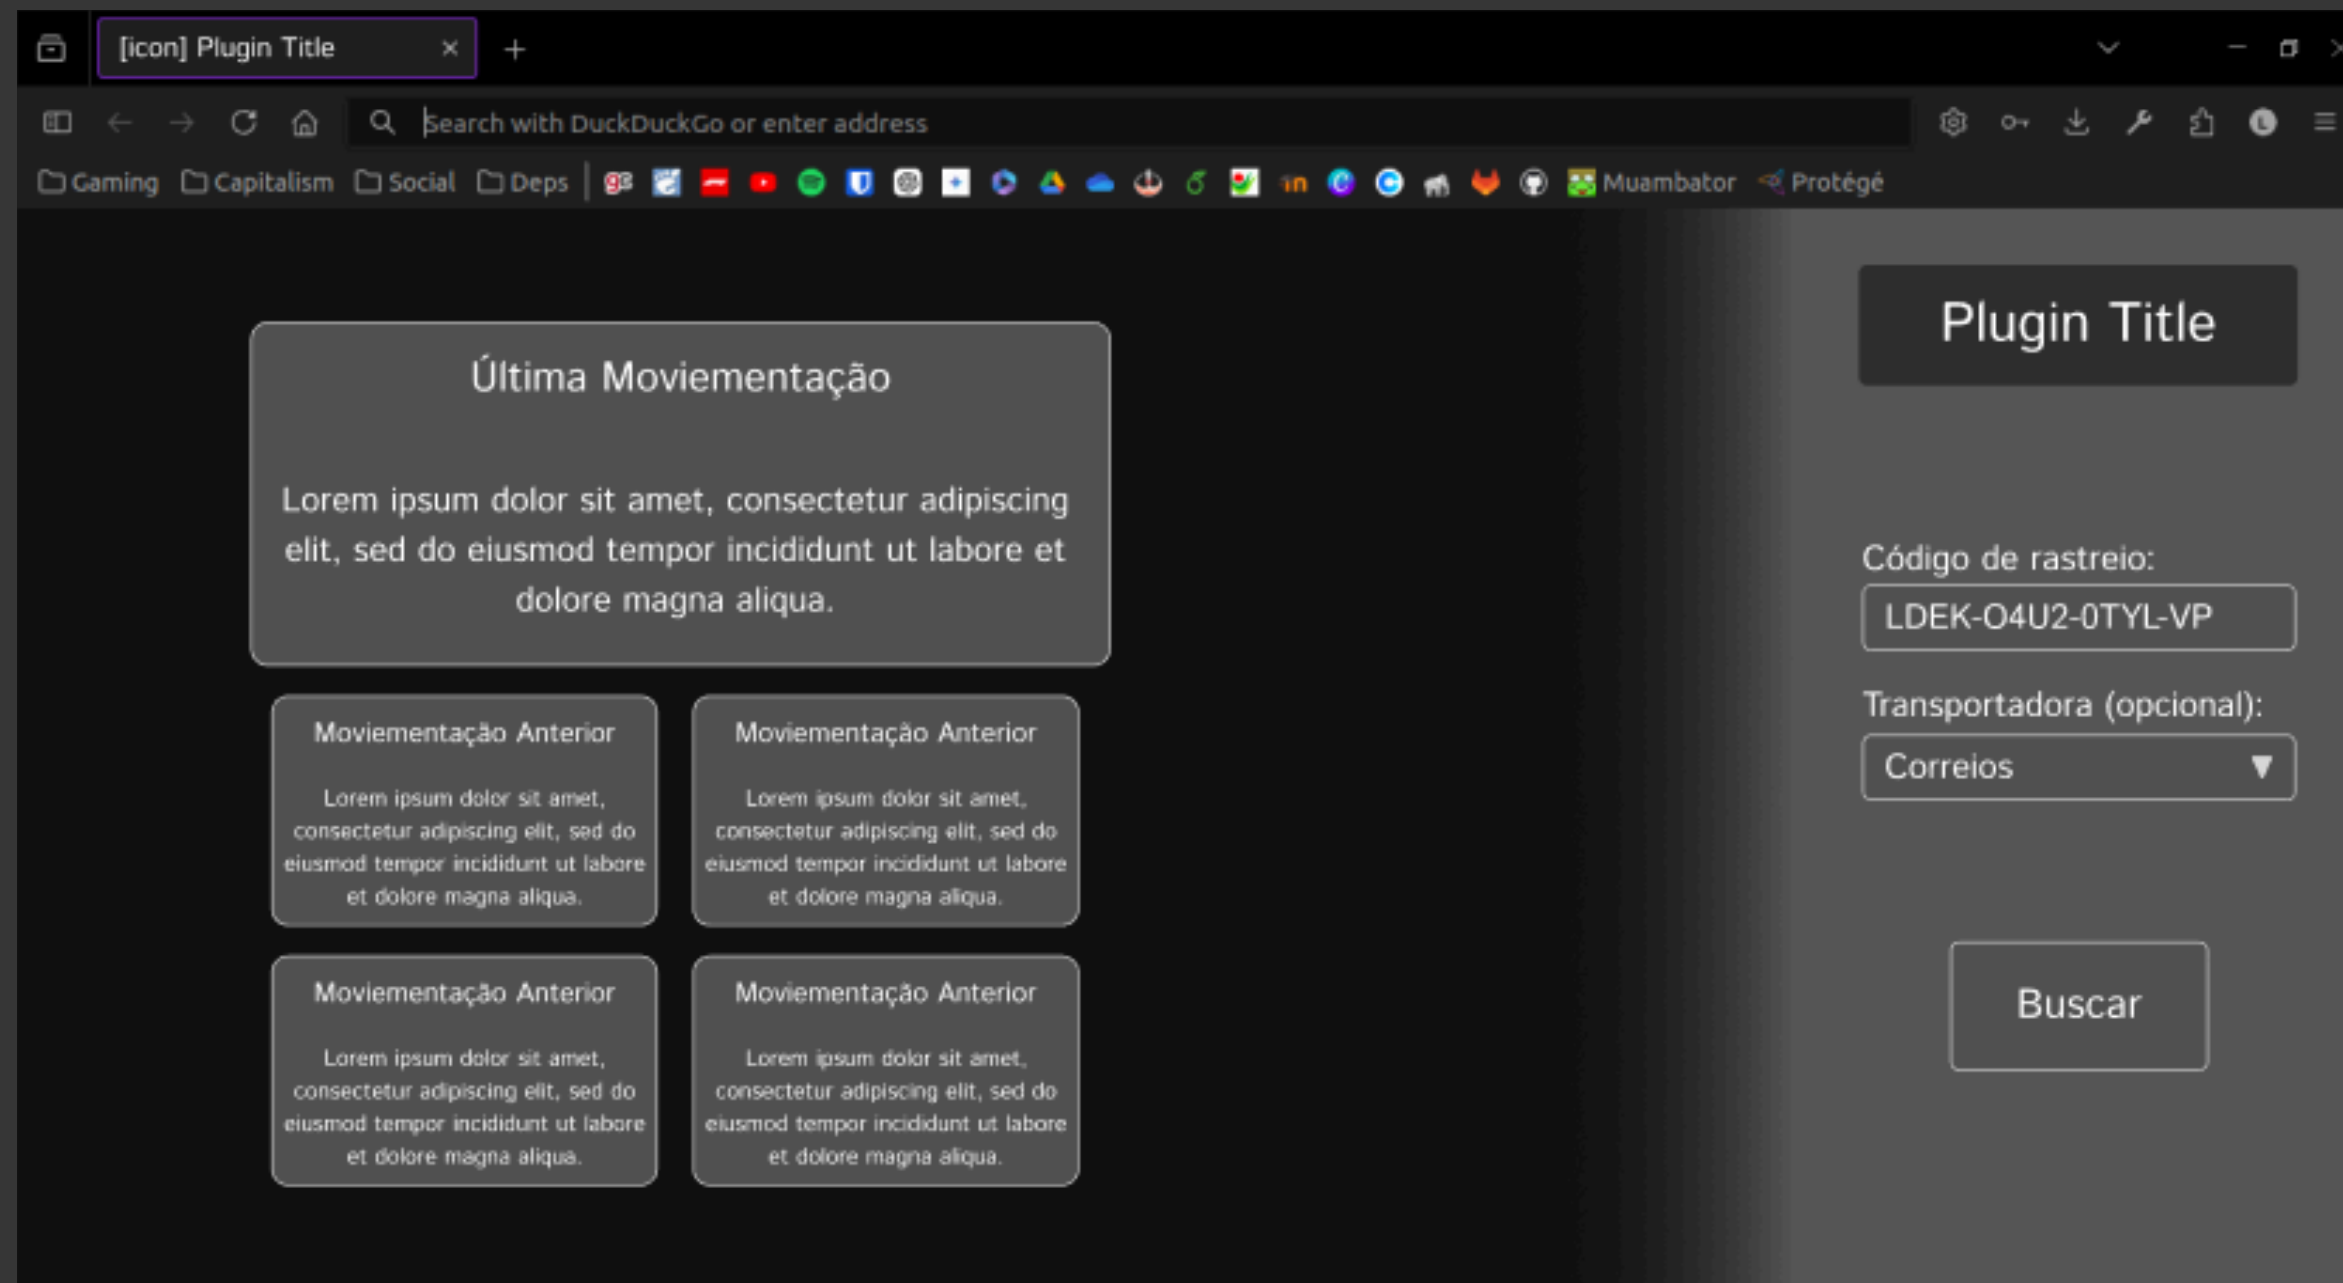 [icon] Plugin Title
Search with DuckDuckGo or enter address
Gaming Capitalism Social Deps Muambator Protégé
Última Moviementação
Lorem ipsum dolor sit amet, consectetur adipiscing
elit, sed do eiusmod tempor incididunt ut labore et
dolore magna aliqua.
Moviementação Anterior
Lorem ipsum dolor sit amet,
consectetur adipiscing elit, sed do
eiusmod tempor incididunt ut labore
et dolore magna aliqua.
Moviementação Anterior
Lorem ipsum dolor sit amet,
consectetur adipiscing elit, sed do
eiusmod tempor incididunt ut labore
et dolore magna aliqua.
Moviementação Anterior
Lorem ipsum dolor sit amet,
consectetur adipiscing elit, sed do
eiusmod tempor incididunt ut labore
et dolore magna aliqua.
Moviementação Anterior
Lorem ipsum dolor sit amet,
consectetur adipiscing elit, sed do
eiusmod tempor incididunt ut labore
et dolore magna aliqua.
Plugin Title
Código de rastreio:
LDEK-O4U2-0TYL-VP
Transportadora (opcional):
Correios
Buscar